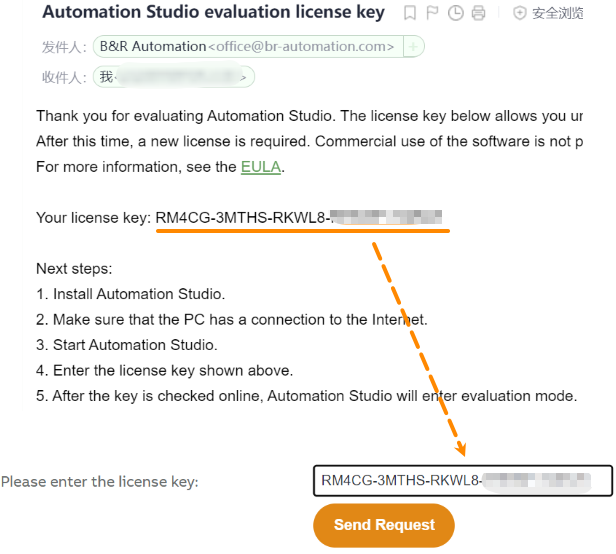 Automation Studio evaluation license key
安全浏览
发件人： B&R Automation<office@br-automation.com>
收件人： 我
Thank you for evaluating Automation Studio. The license key below allows you
After this time, a new license is required. Commercial use of the software is not
For more information, see the EULA.
Your license key: RM4CG-3MTHS-RKWL8-
Next steps:
1. Install Automation Studio.
2. Make sure that the PC has a connection to the Internet.
3. Start Automation Studio.
4. Enter the license key shown above.
5. After the key is checked online, Automation Studio will enter evaluation mode.
Please enter the license key: RM4CG-3MTHS-RKWL8-
Send Request